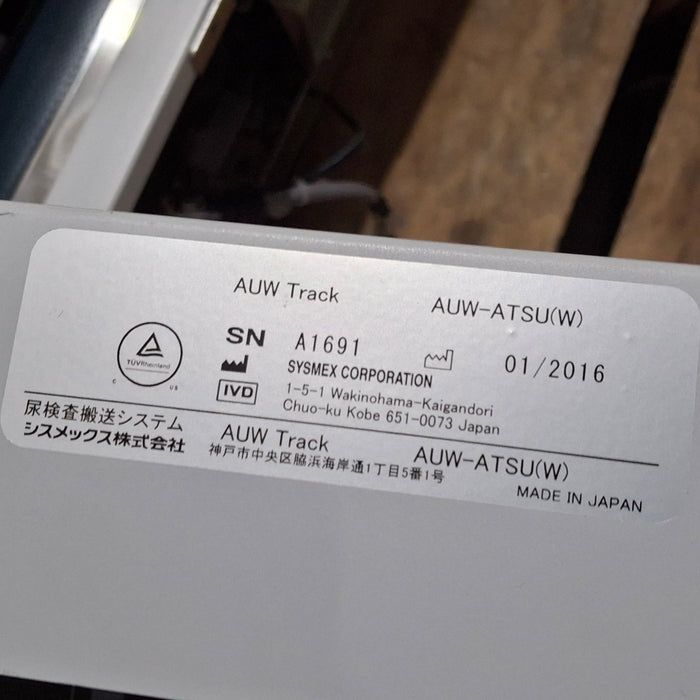 AUW Track AUW-ATSU(W)
SN A1691 01/2016
TÜVRheinland
C US
SYSMEX CORPORATION
IVD 1-5-1 Wakinohama-Kaigandori
Chuo-ku Kobe 651-0073 Japan
尿検査搬送システム AUW Track AUW-ATSU(W)
シスメックス株式会社 神戸市中央区脇浜海岸通1丁目5番1号
MADE IN JAPAN